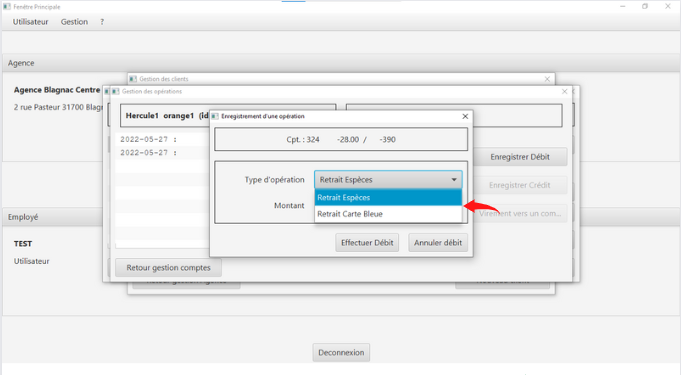 Fenêtre Principale
Utilisateur Gestion ?
Agence
Agence Blagnac Centre
2 rue Pasteur 31700
Gestion des clients
Gestion des opérations
Hercule1 orange1
2022-05-27 :
2022-05-27 :
Enregistrement d'une opération
Cpt. : 324 -28.00 / -390
Type d'opération Retrait Espèces
Retrait Espèces
Retrait Carte Bleue
Montant
Effectuer Débit Annuler débit
Enregistrer Débit
Enregistrer Crédit
Virement vers un com...
Retour gestion comptes
Employé
TEST
Utilisateur
Deconnexion